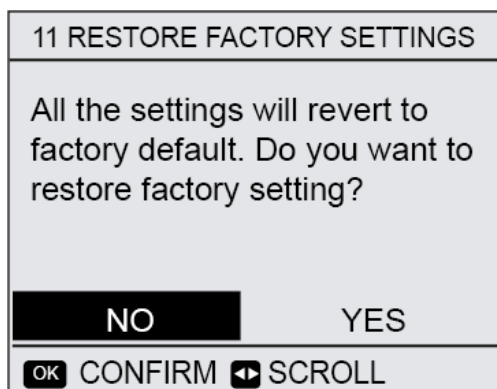 11 RESTORE FACTORY SETTINGS
All the settings will revert to
factory default. Do you want to
restore factory setting?
NO YES
OK CONFIRM SCROLL